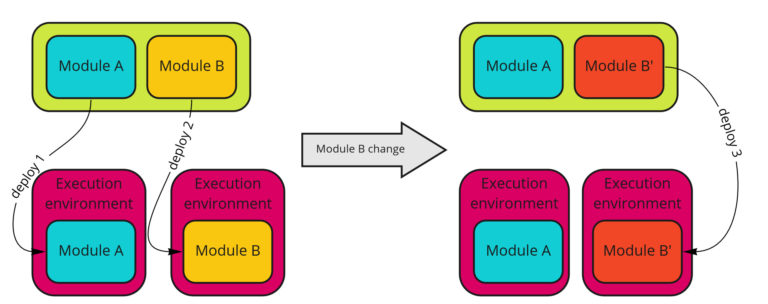 Module A
Module B
deploy 1
deploy 2
Execution
environment
Module A
Execution
environment
Module B
Module B change
Module A
Module B'
deploy 3
Execution
environment
Module A
Execution
environment
Module B'